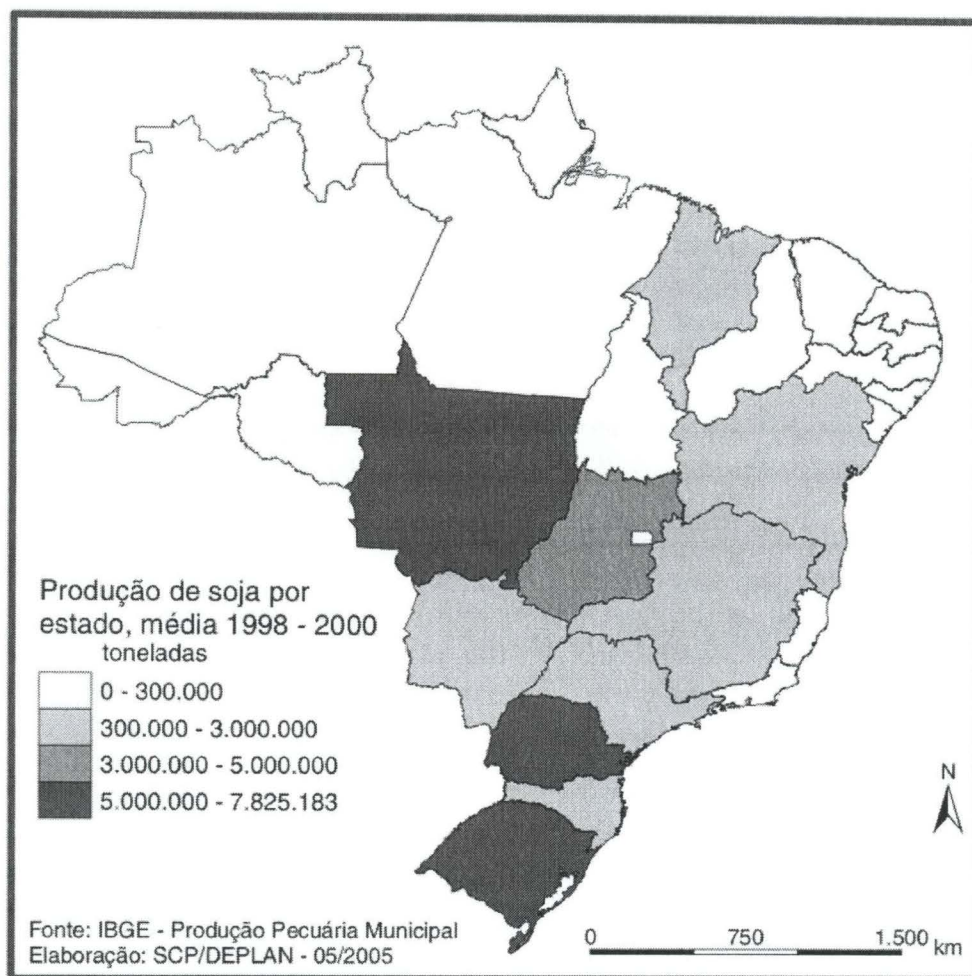 Produção de soja por
estado, média 1998 - 2000
toneladas
0 - 300.000
300.000 - 3.000.000
3.000.000 - 5.000.000
5.000.000 - 7.825.183
N
Fonte: IBGE - Produção Pecuária Municipal
Elaboração: SCP/DEPLAN - 05/2005
0 750 1.500 km